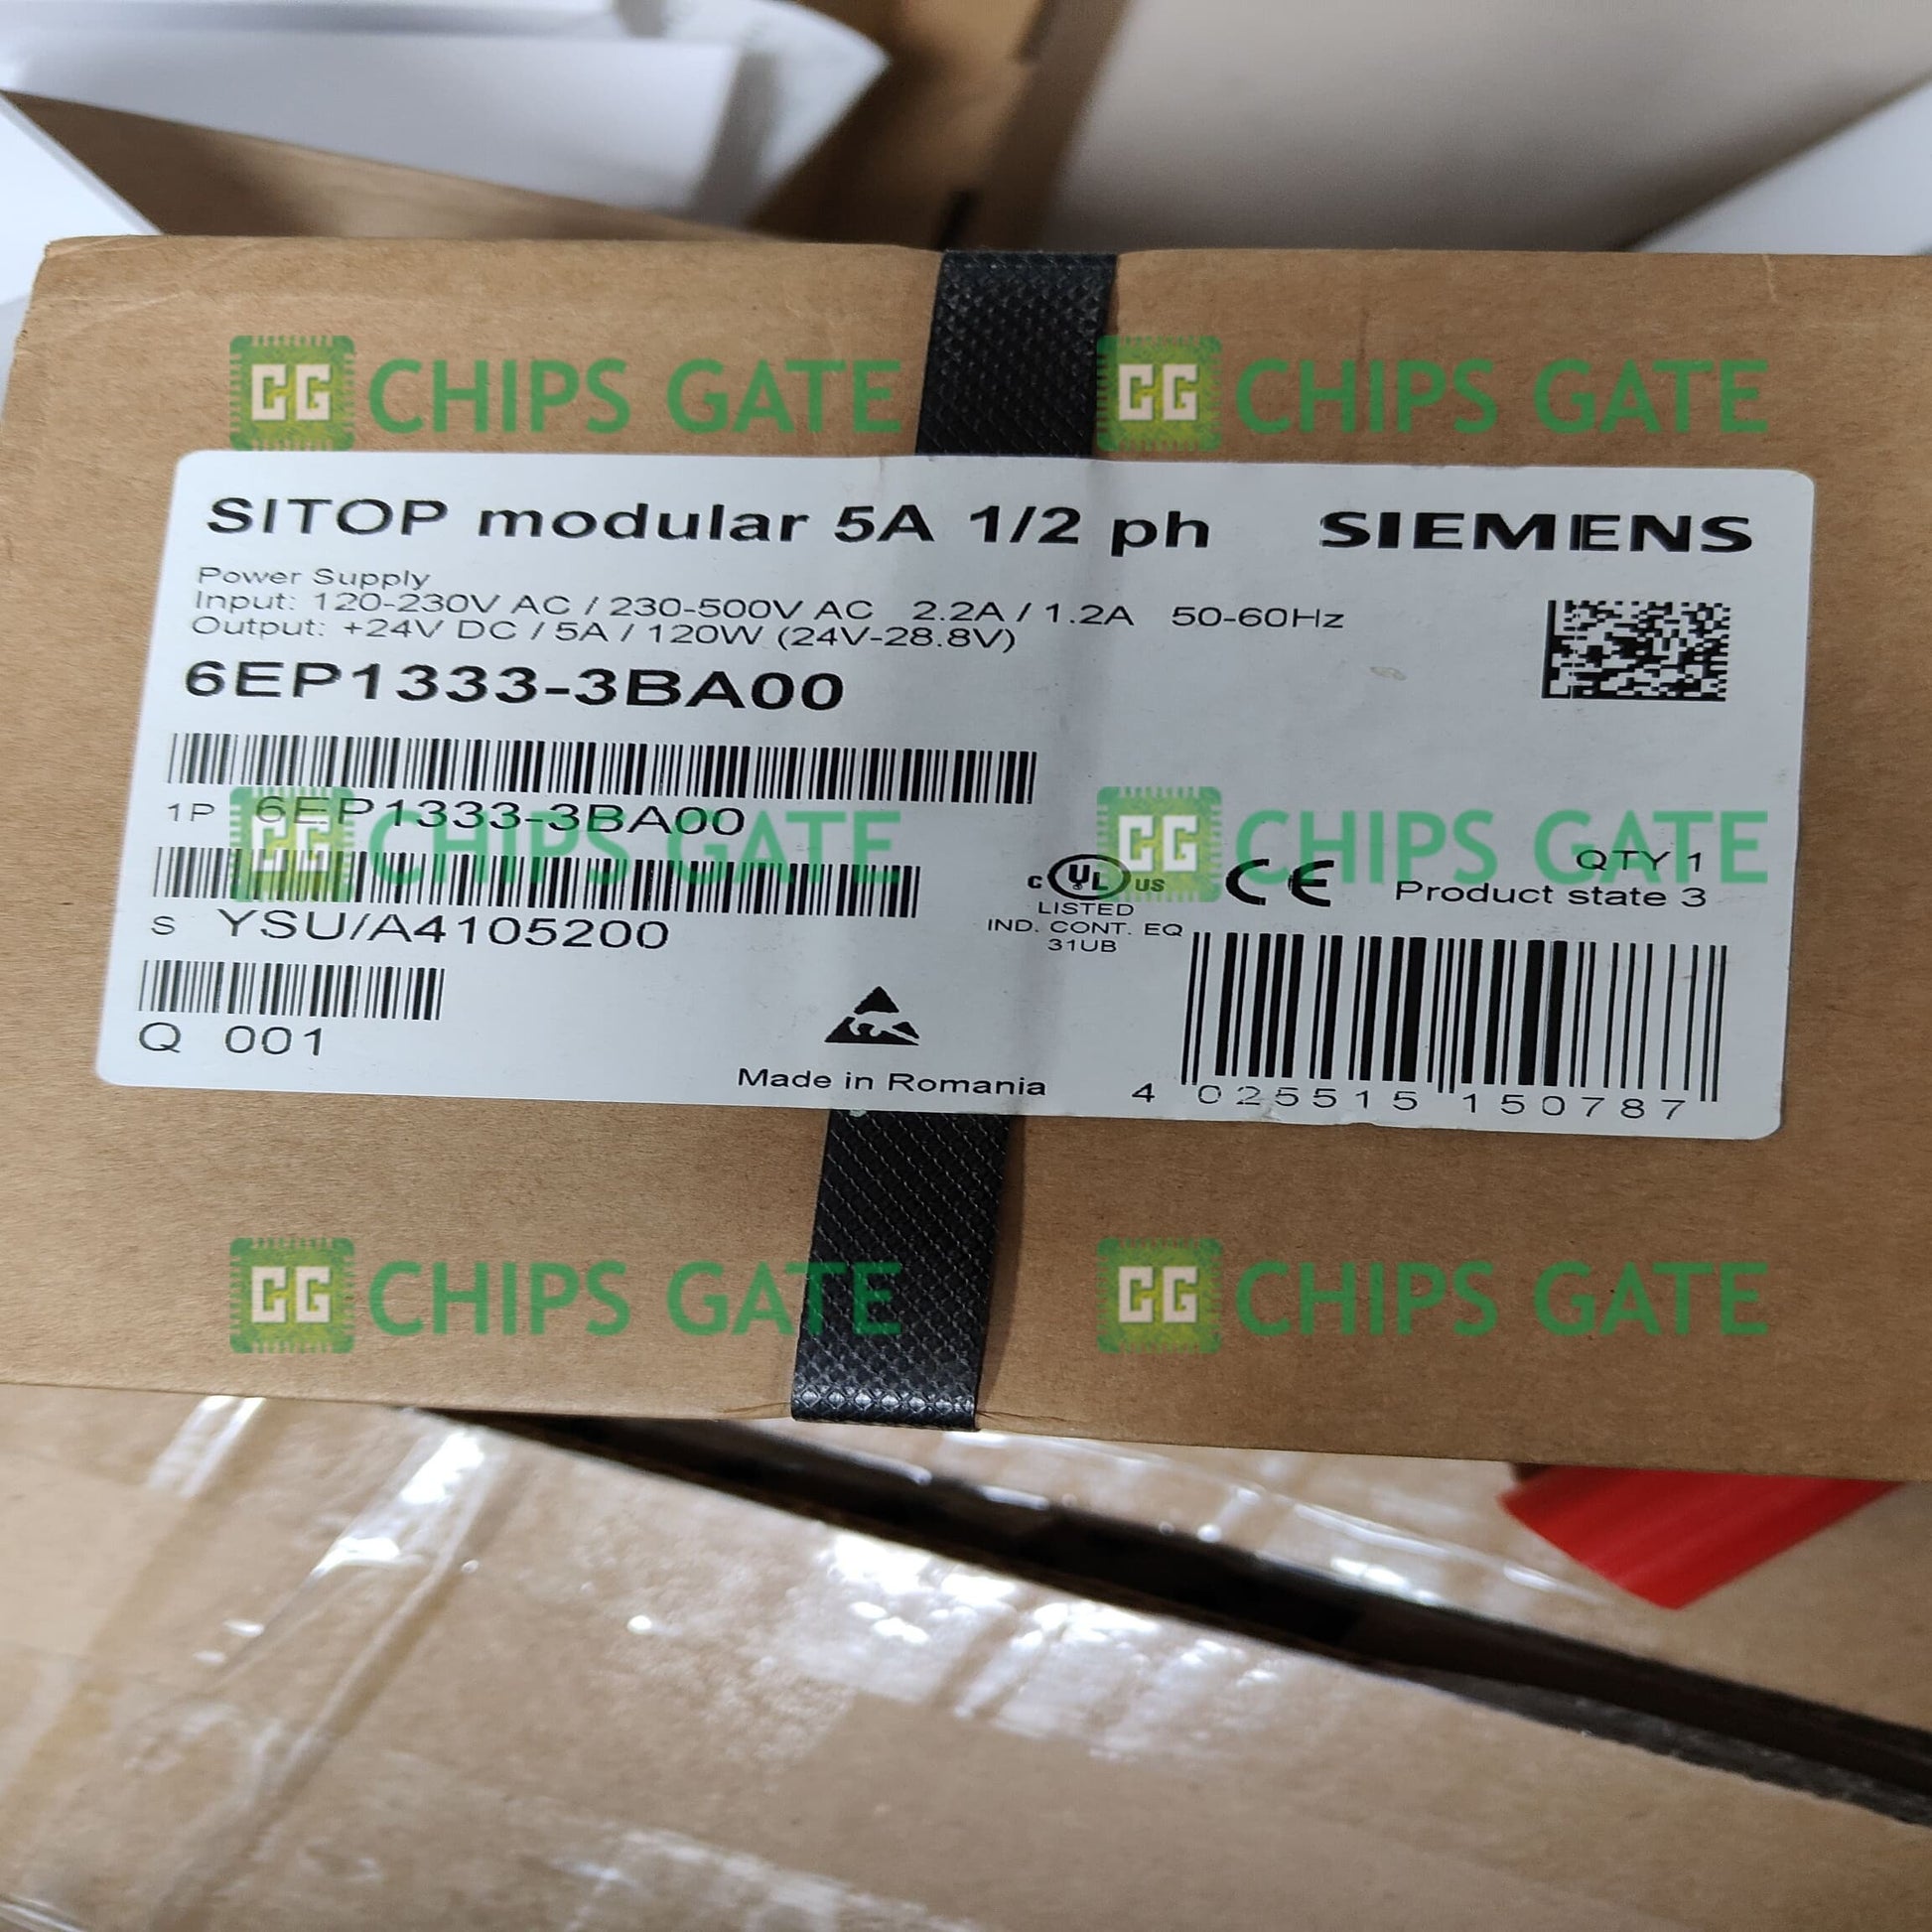 CG CHIPS GATE CG CHIPS GATE
SITOP modular 5A 1/2 ph SIEMENS
Power Supply
Input: 120-230V AC / 230-500V AC 2.2A / 1.2A 50-60Hz
Output: +24V DC / 5A / 120W (24V-28.8V)
6EP1333-3BA00
1P 6EP1333-3BA00
CG CHIPS GATE CG CHIPS GATE
QTY 1
c UL US CE Product state 3
LISTED
IND. CONT. EQ
31UB
S YSU/A4105200
Q 001
Made in Romania
4 025515 150787
CG CHIPS GATE CG CHIPS GATE